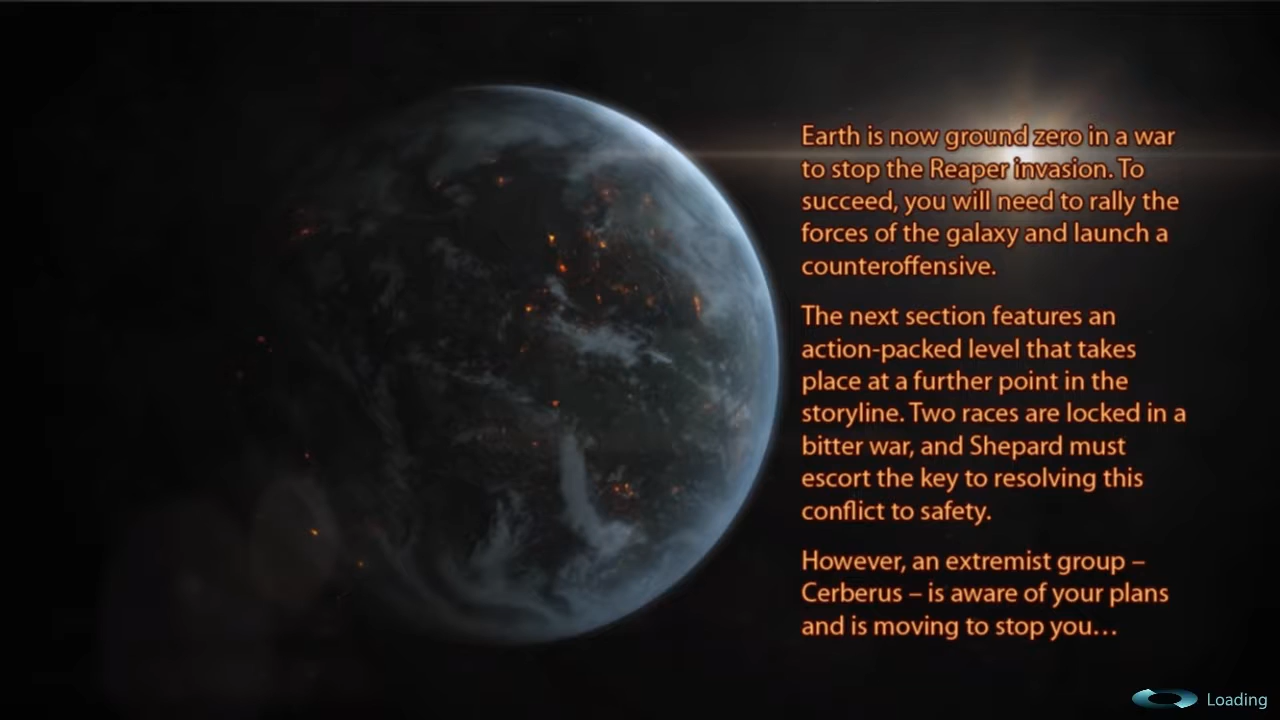 Earth is now ground zero in a war
to stop the Reaper invasion. To
succeed, you will need to rally the
forces of the galaxy and launch a
counteroffensive.
The next section features an
action-packed level that takes
place at a further point in the
storyline. Two races are locked in a
bitter war, and Shepard must
escort the key to resolving this
conflict to safety.
However, an extremist group –
Cerberus – is aware of your plans
and is moving to stop you…
Loading